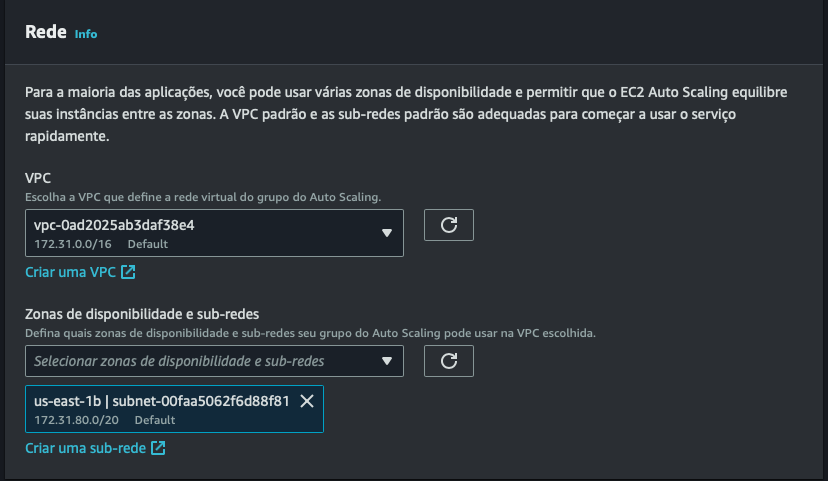 Rede Info
Para a maioria das aplicações, você pode usar várias zonas de disponibilidade e permitir que o EC2 Auto Scaling equilibre
suas instâncias entre as zonas. A VPC padrão e as sub-redes padrão são adequadas para começar a usar o serviço
rapidamente.
VPC
Escolha a VPC que define a rede virtual do grupo do Auto Scaling.
vpc-0ad2025ab3daf38e4
172.31.0.0/16 Default
Criar uma VPC
Zonas de disponibilidade e sub-redes
Defina quais zonas de disponibilidade e sub-redes seu grupo do Auto Scaling pode usar na VPC escolhida.
Selecionar zonas de disponibilidade e sub-redes
us-east-1b | subnet-00faa5062f6d88f81
172.31.80.0/20 Default
Criar uma sub-rede